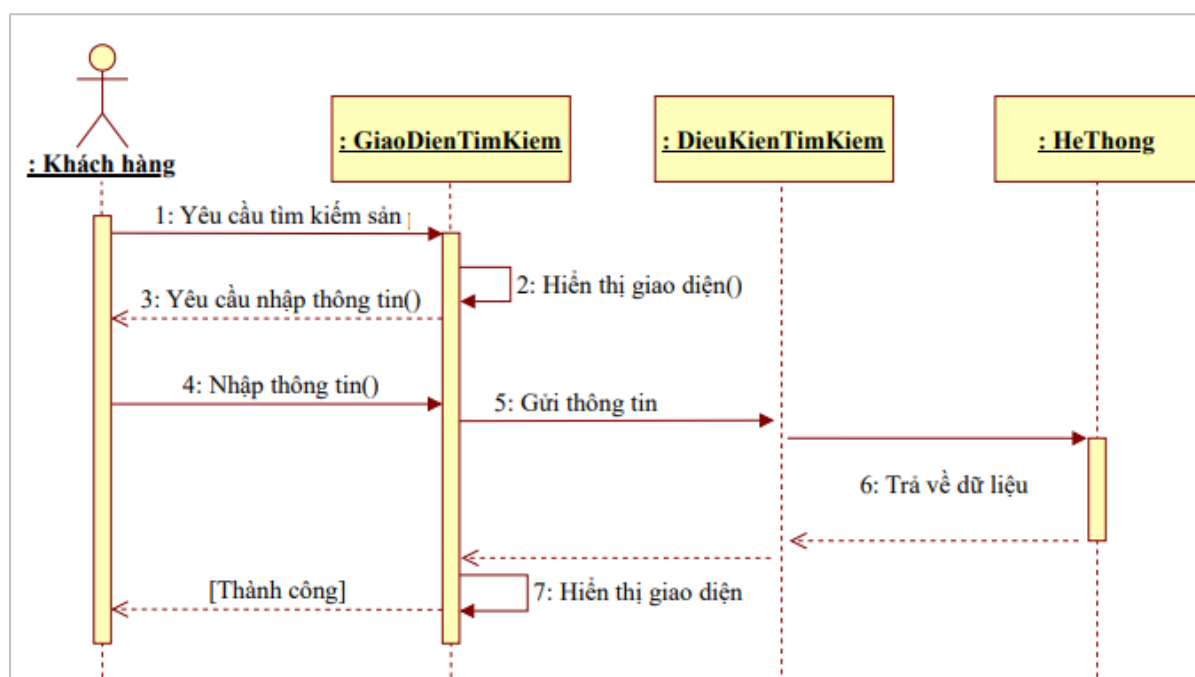 : Khách hàng
: GiaoDienTimKiem
: DieuKienTimKiem
: HeThong
1: Yêu cầu tìm kiếm sản
2: Hiển thị giao diện()
3: Yêu cầu nhập thông tin()
4: Nhập thông tin()
5: Gửi thông tin
6: Trả về dữ liệu
7: Hiển thị giao diện
[Thành công]